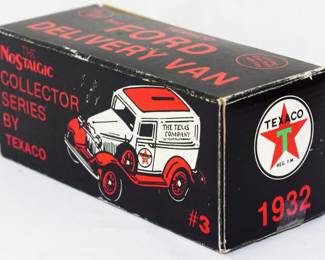 FORD
DELIVERY VAN
THE
NOSTALGIC
COLLECTOR
SERIES
BY
TEXACO
THE TEXAS
COMPANY
T
#3
TEXACO
T
REG. T.M.
1932